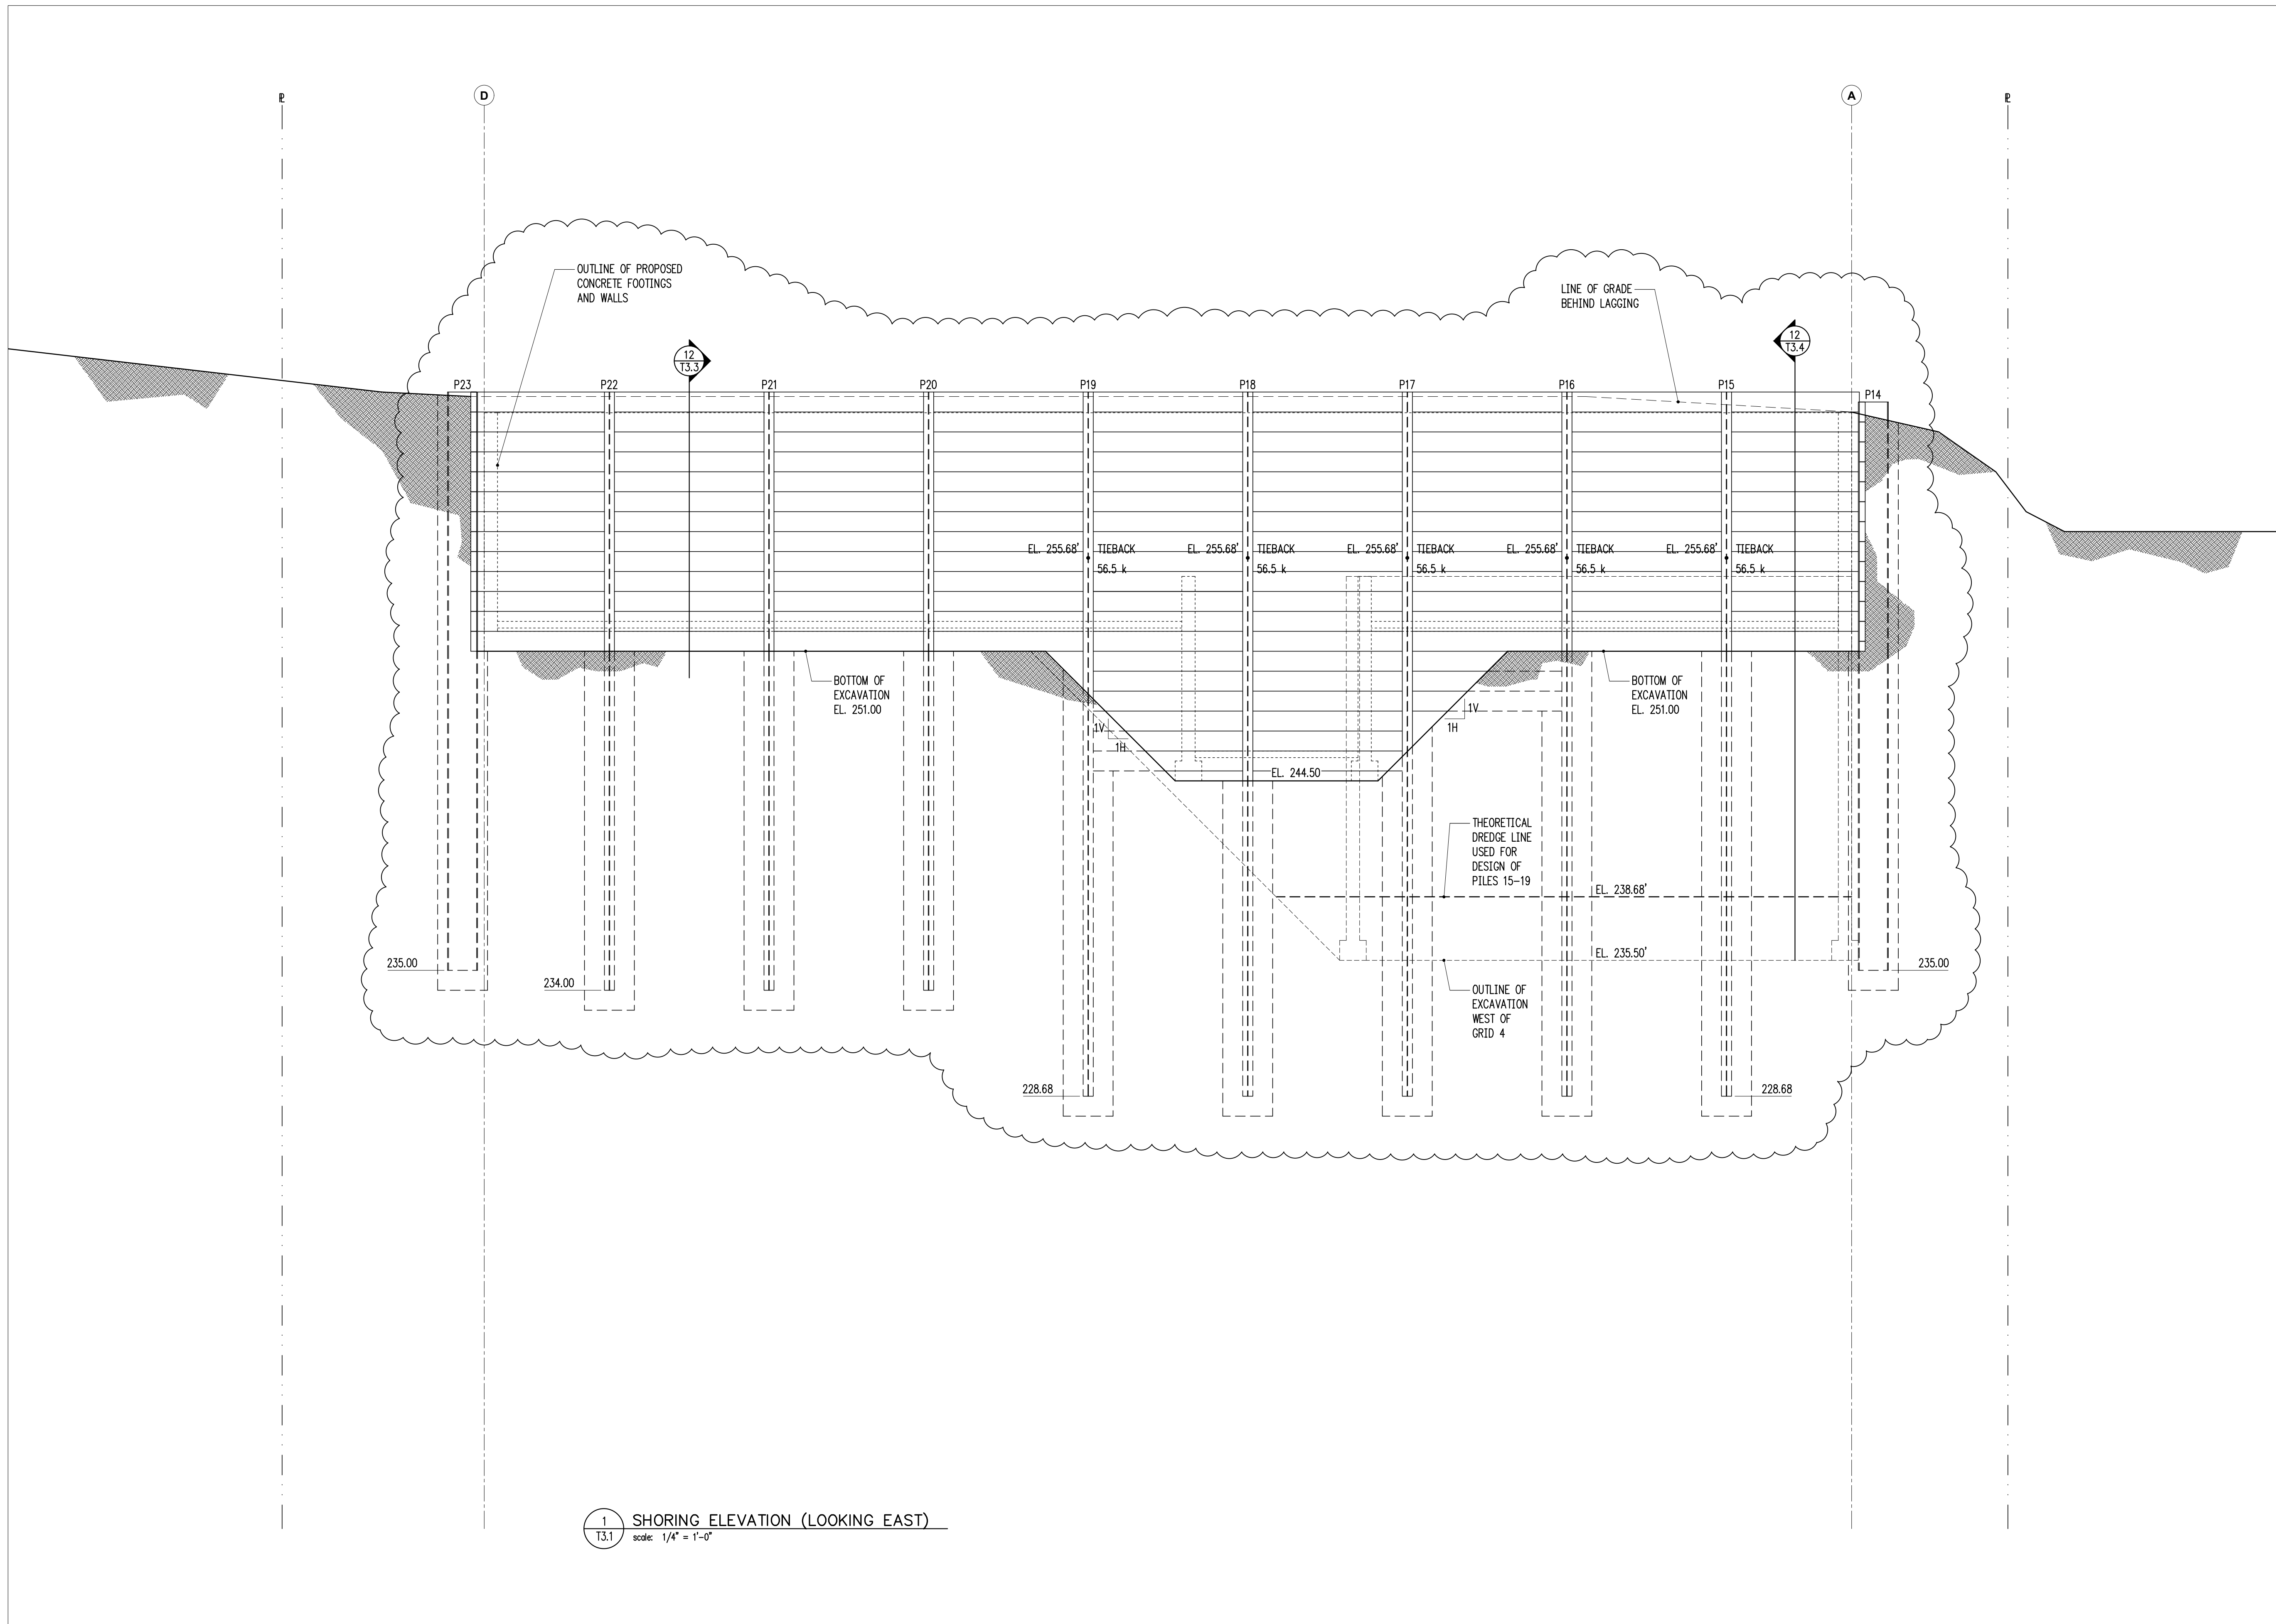 PL
D
A
PL
OUTLINE OF PROPOSED
CONCRETE FOOTINGS
AND WALLS
LINE OF GRADE
BEHIND LAGGING
12
T3.3
12
T3.4
P23
P22
P21
P20
P19
P18
P17
P16
P15
P14
EL. 255.68'
TIEBACK
56.5 k
EL. 255.68'
TIEBACK
56.5 k
EL. 255.68'
TIEBACK
56.5 k
EL. 255.68'
TIEBACK
56.5 k
EL. 255.68'
TIEBACK
56.5 k
BOTTOM OF
EXCAVATION
EL. 251.00
BOTTOM OF
EXCAVATION
EL. 251.00
1V
1H
1V
1H
EL. 244.50
THEORETICAL
DREDGE LINE
USED FOR
DESIGN OF
PILES 15-19
EL. 238.68'
EL. 235.50'
235.00
234.00
235.00
OUTLINE OF
EXCAVATION
WEST OF
GRID 4
228.68
228.68
1
T3.1
SHORING ELEVATION (LOOKING EAST)
scale: 1/4" = 1'-0"